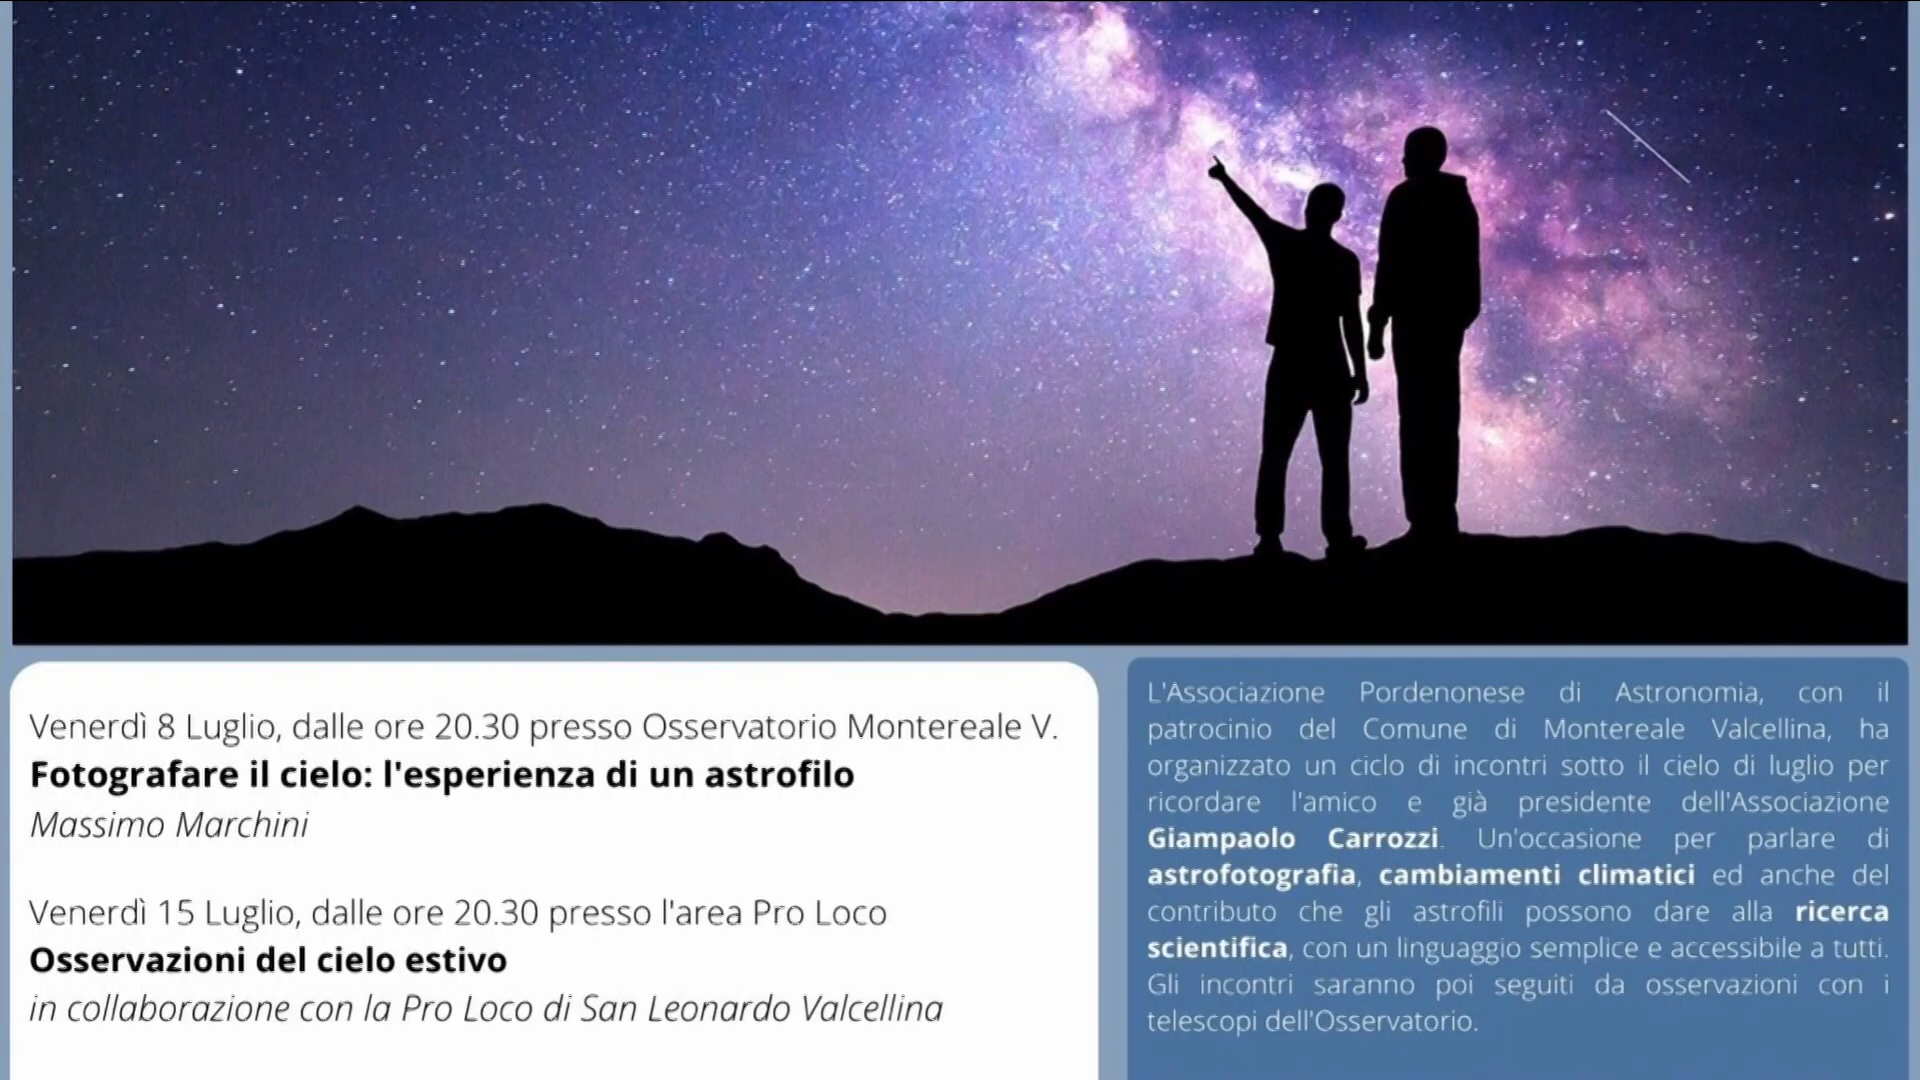 Venerdì 8 Luglio, dalle ore 20.30 presso Osservatorio Montereale V.
Fotografare il cielo: l'esperienza di un astrofilo
Massimo Marchini
Venerdì 15 Luglio, dalle ore 20.30 presso l'area Pro Loco
Osservazioni del cielo estivo
in collaborazione con la Pro Loco di San Leonardo Valcellina
L'Associazione Pordenonese di Astronomia, con il
patrocinio del Comune di Montereale Valcellina, ha
organizzato un ciclo di incontri sotto il cielo di luglio per
ricordare l'amico e già presidente dell'Associazione
Giampaolo Carrozzi. Un'occasione per parlare di
astrofotografia, cambiamenti climatici ed anche del
contributo che gli astrofili possono dare alla ricerca
scientifica, con un linguaggio semplice e accessibile a tutti.
Gli incontri saranno poi seguiti da osservazioni con i
telescopi dell'Osservatorio.